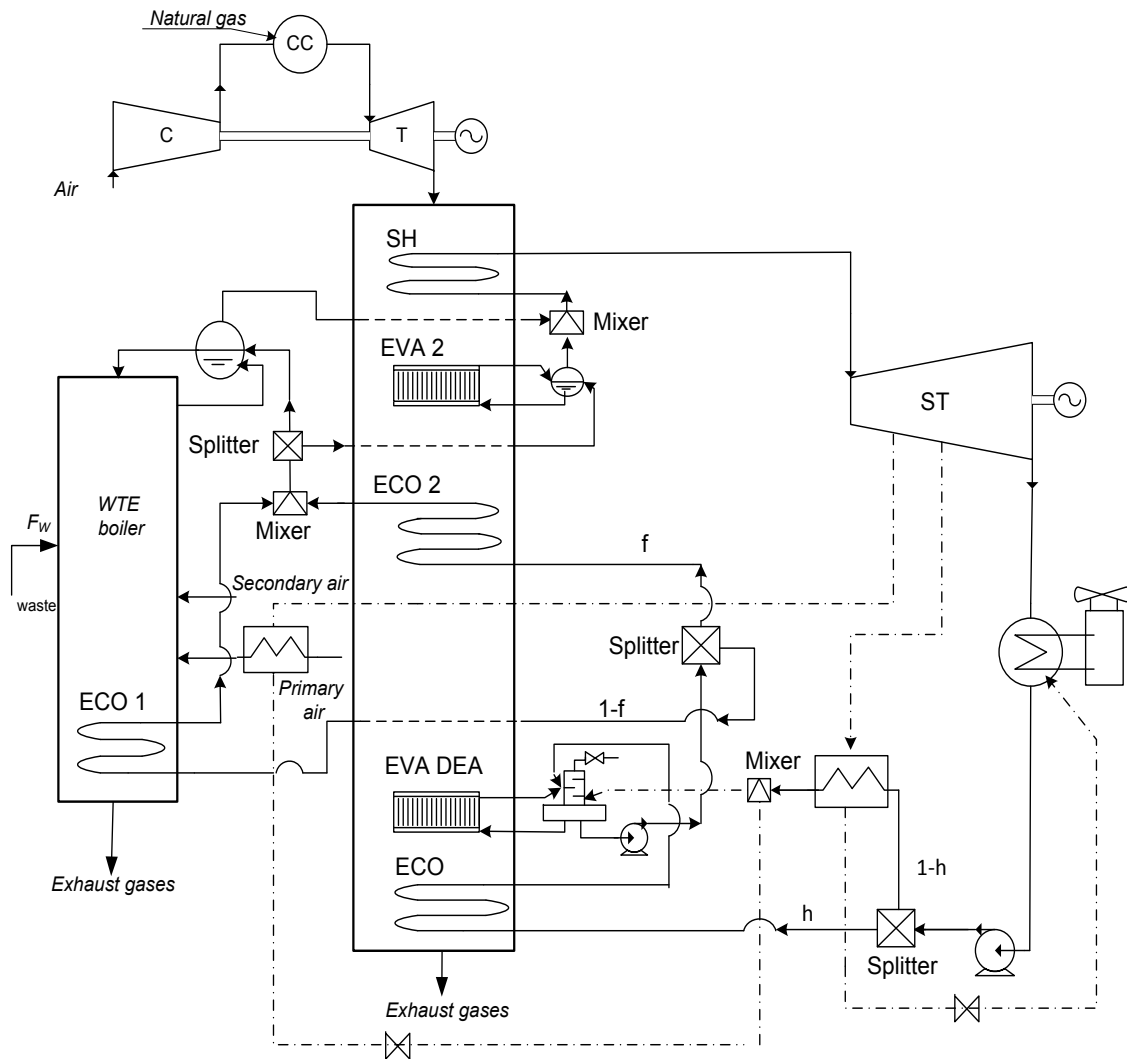 Natural gas
CC
C
T
Air
SH
Mixer
EVA 2
ST
Splitter
ECO 2
WTE
boiler
Mixer
Fw
f
waste
Secondary air
Splitter
Primary
air
ECO 1
1-f
EVA DEA
Mixer
ECO
1-h
h
Exhaust gases
Splitter
Exhaust gases